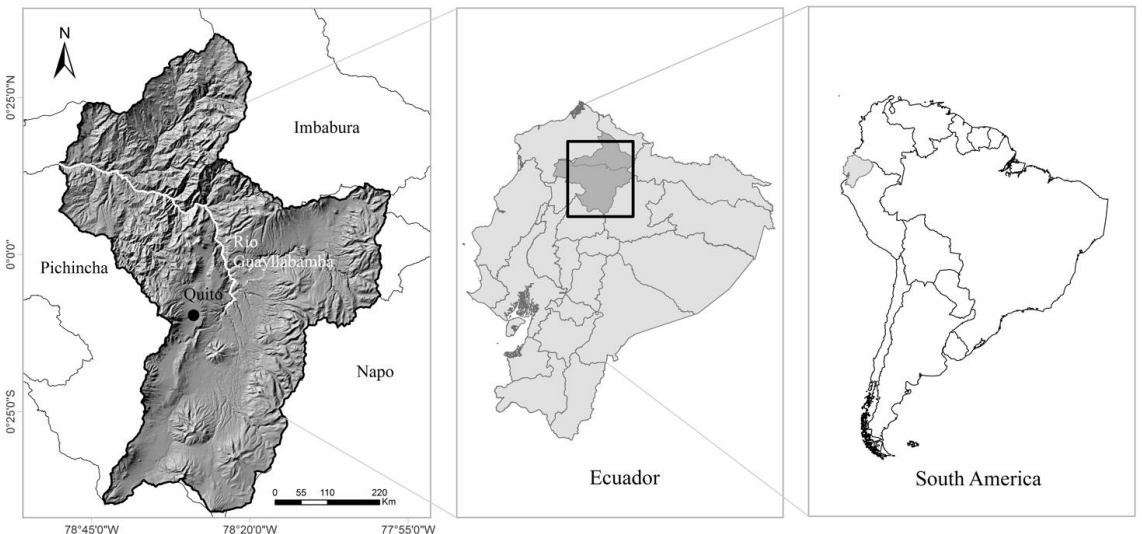 N
0°25'0"N
0°0'0"
0°25'0"S
Imbabura
Río
Guayllabamba
Pichincha
Quito
Napo
0 55 110 220
Km
78°45'0"W 78°20'0"W 77°55'0"W
Ecuador
South America